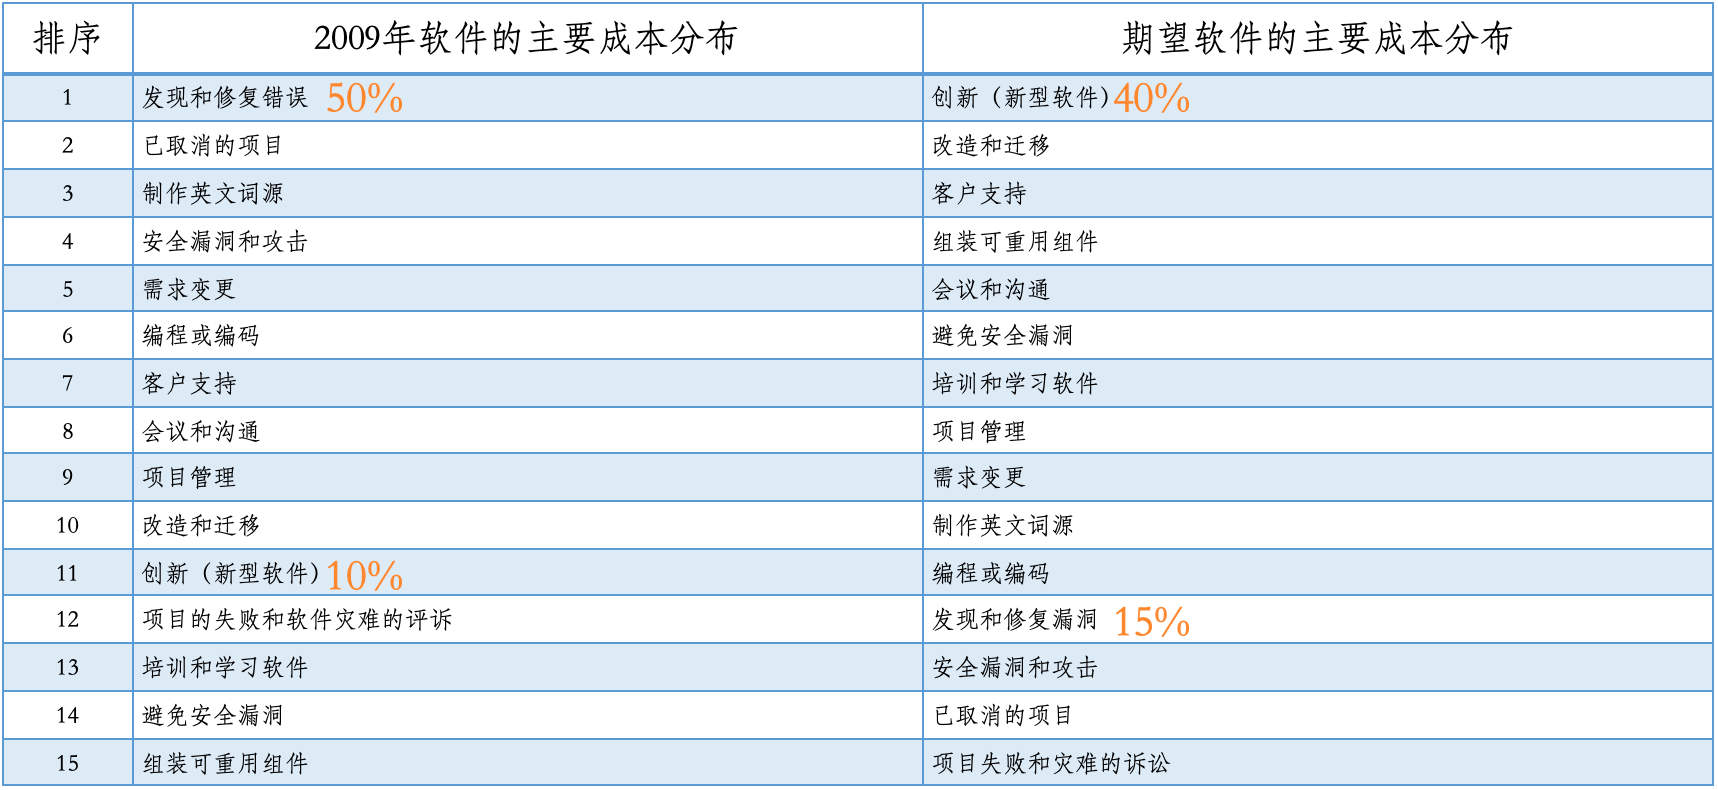 排序 2009年软件的主要成本分布 期望软件的主要成本分布
1 发现和修复错误 50% 创新（新型软件）40%
2 已取消的项目 改造和迁移
3 制作英文词源 客户支持
4 安全漏洞和攻击 组装可重用组件
5 需求变更 会议和沟通
6 编程或编码 避免安全漏洞
7 客户支持 培训和学习软件
8 会议和沟通 项目管理
9 项目管理 需求变更
10 改造和迁移 制作英文词源
11 创新（新型软件）10% 编程或编码
12 项目的失败和软件灾难的评诉 发现和修复漏洞 15%
13 培训和学习软件 安全漏洞和攻击
14 避免安全漏洞 已取消的项目
15 组装可重用组件 项目失败和灾难的诉讼